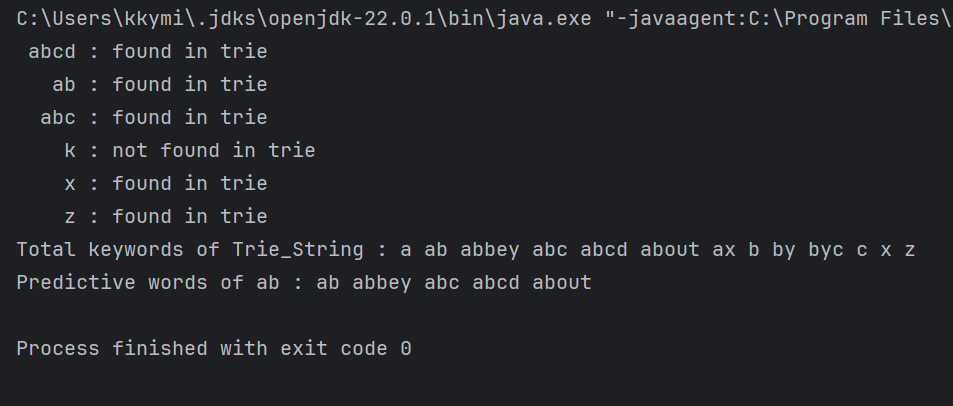 C:\Users\kkymi\.jdks\openjdk-22.0.1\bin\java.exe "-javaagent:C:\Program Files\
abcd : found in trie
ab : found in trie
abc : found in trie
k : not found in trie
x : found in trie
z : found in trie
Total keywords of Trie_String : a ab abbey abc abcd about ax b by byc c x z
Predictive words of ab : ab abbey abc abcd about
Process finished with exit code 0